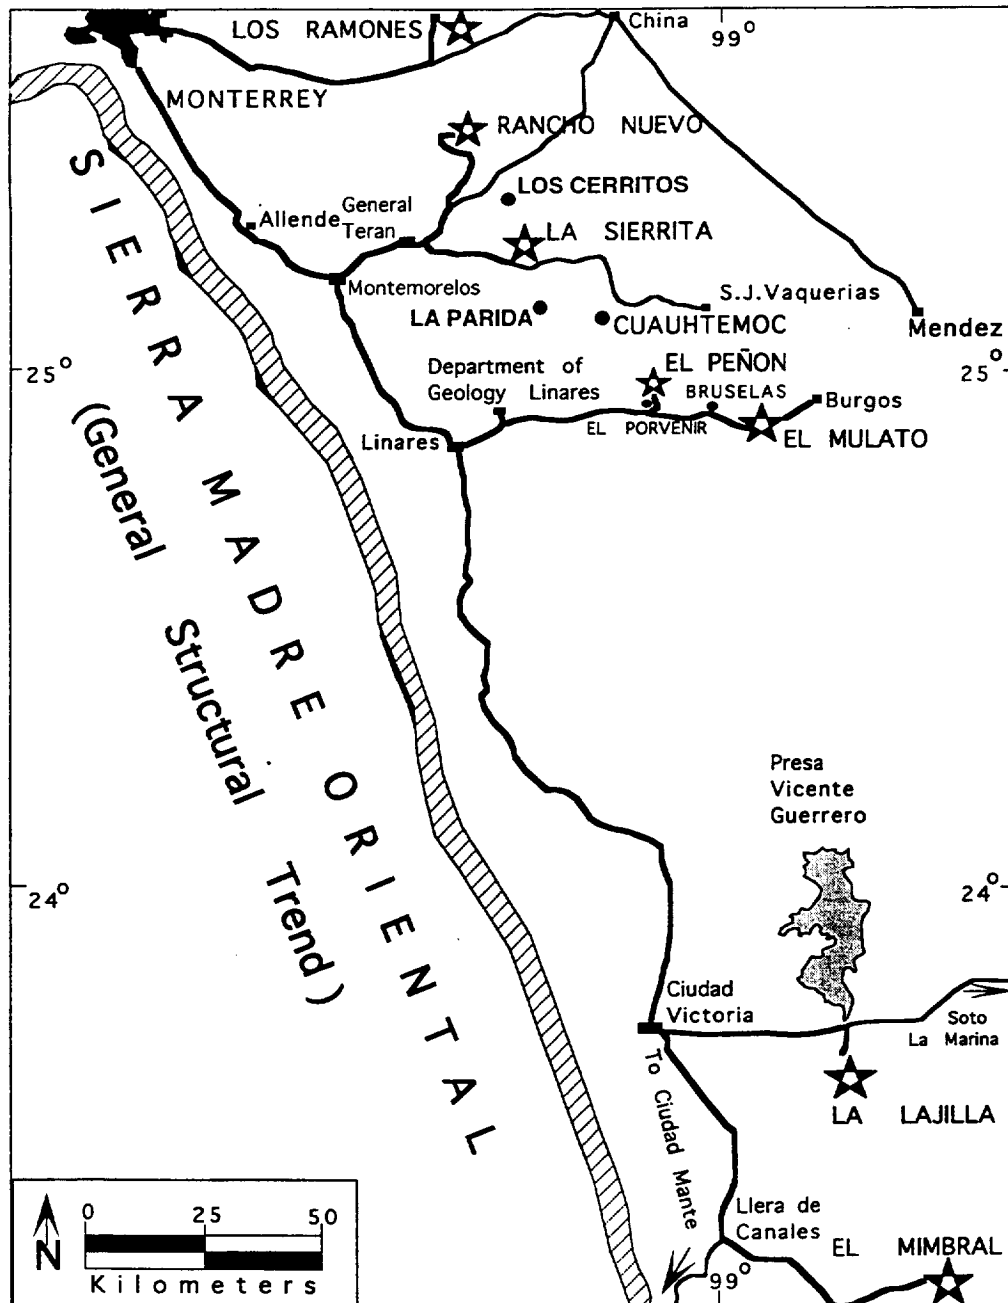 LOS RAMONES
China
99°
MONTERREY
RANCHO NUEVO
LOS CERRITOS
General
Teran
Allende
LA SIERRITA
Montemorelos
S.J.Vaquerias
LA PARIDA
CUAUHTEMOC
Mendez
25°
25°
Department of
Geology Linares
EL PEÑON
BRUSELAS
Burgos
EL PORVENIR
EL MULATO
Linares
SIERRA MADRE ORIENTAL
(General Structural Trend)
Presa
Vicente
Guerrero
24°
24°
Ciudad
Victoria
Soto
La Marina
To Ciudad Mante
LA LAJILLA
Llera de
Canales
EL MIMBRAL
99°
N
0 25 50
Kilometers